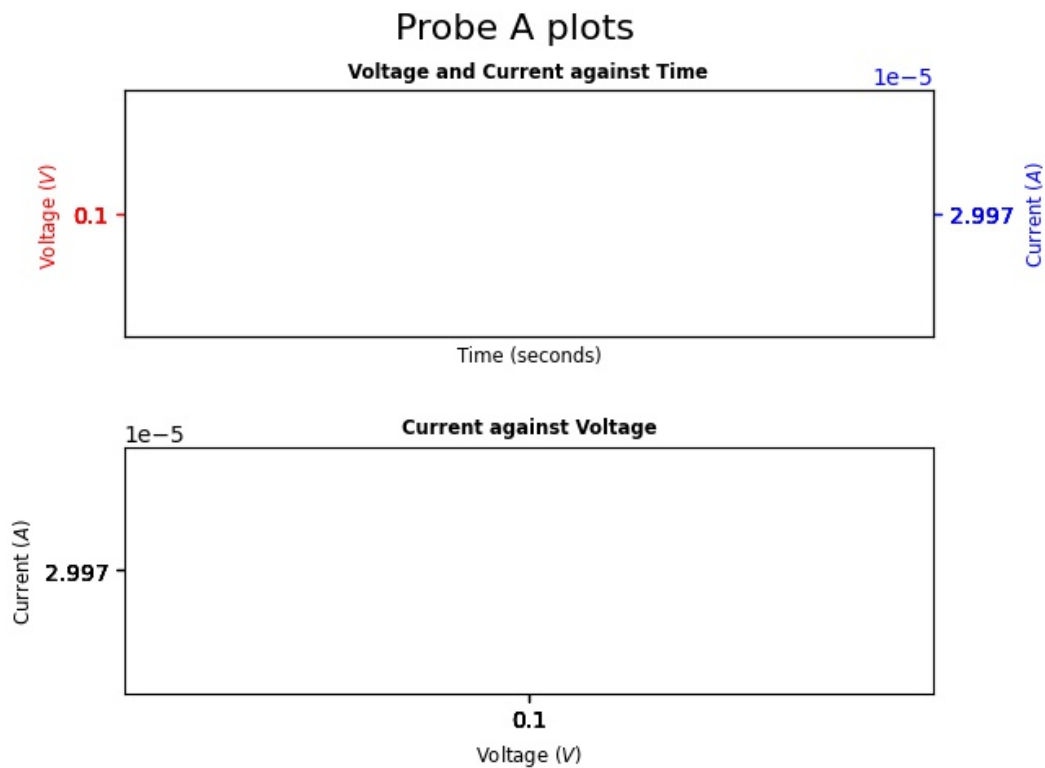 Probe A plots
Voltage and Current against Time
1e−5
Voltage (V)
0.1
2.997
Current (A)
Time (seconds)
Current against Voltage
1e−5
Current (A)
2.997
0.1
Voltage (V)